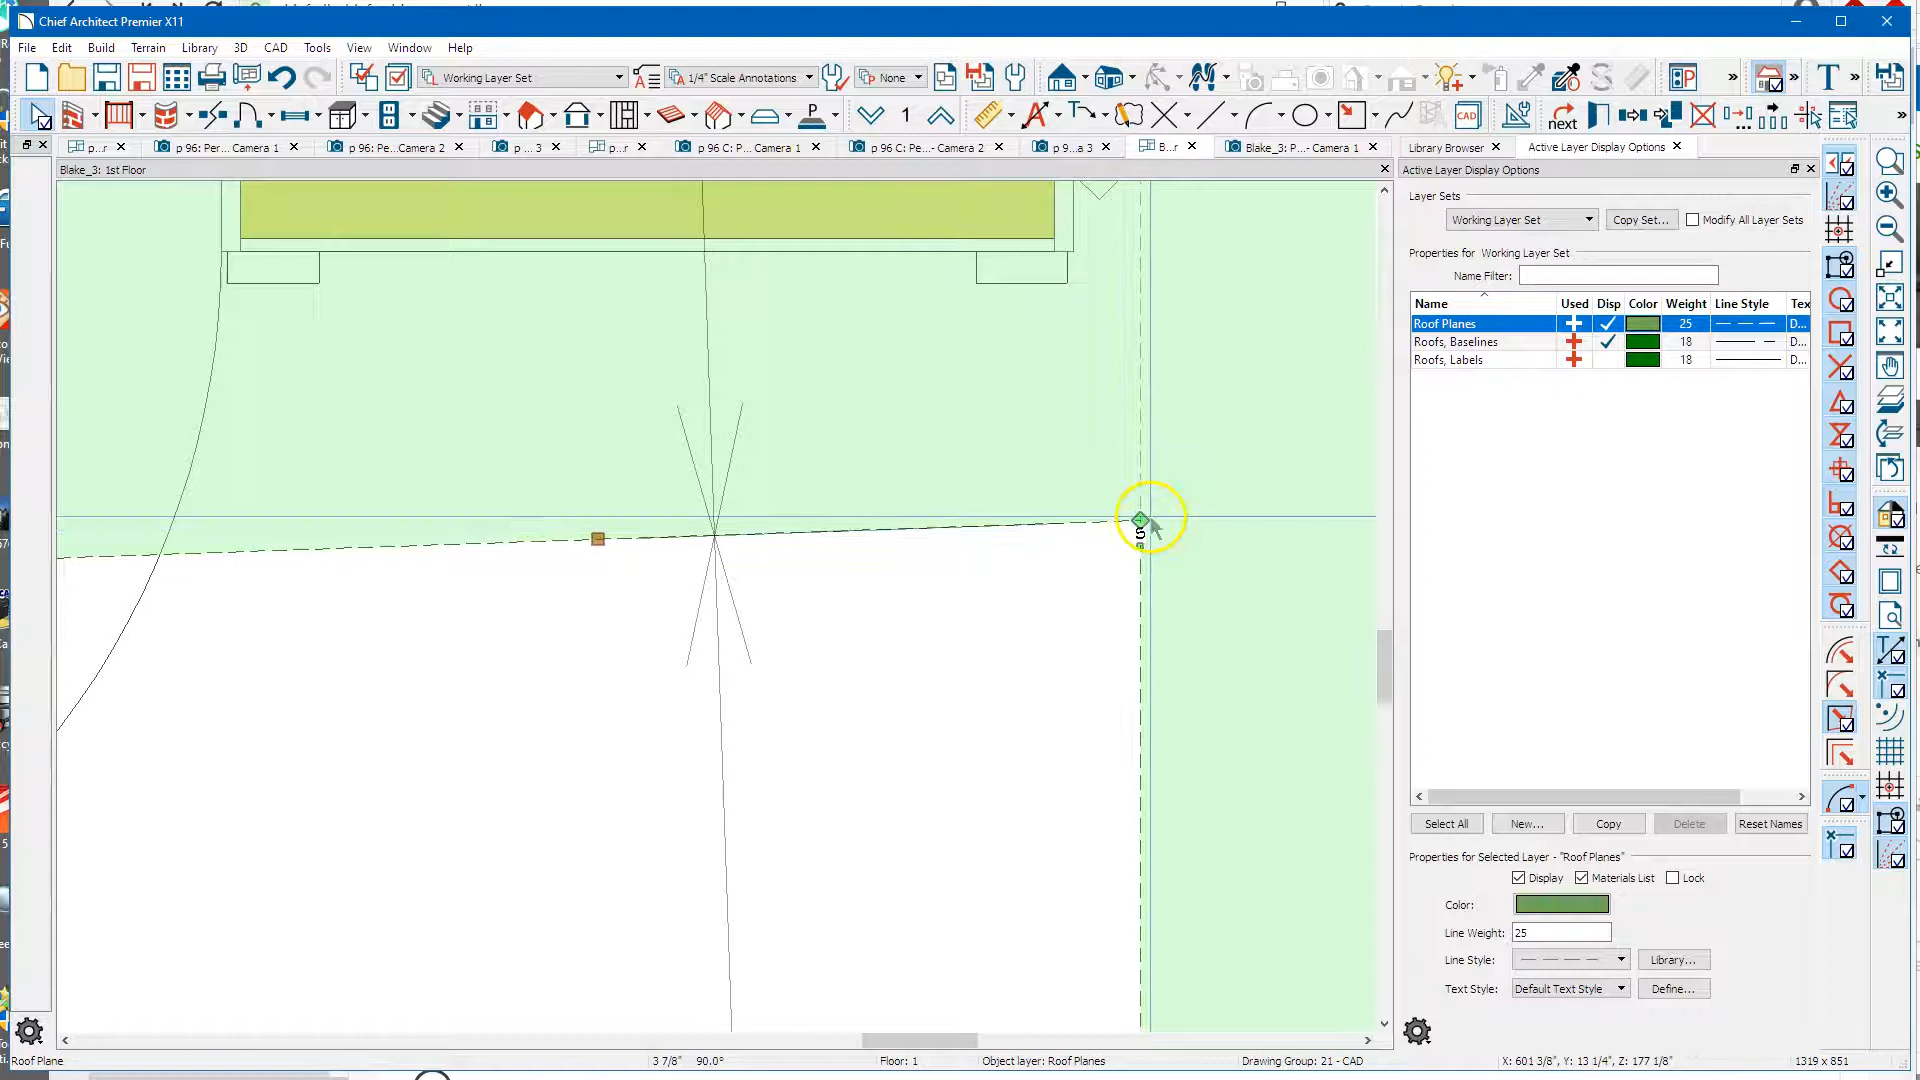 Chief Architect Premier X11
File Edit Build Terrain Library 3D CAD Tools View Window Help
Working Layer Set 1/4" Scale Annotations None
1 CAD next
p...r p 96: Per... Camera 1 p 96: Pe...Camera 2 p ... 3 p...r p 96 C: P... Camera 1 p 96 C: Pe...- Camera 2 p 9...a 3 B...r Blake_3: P...- Camera 1 Library Browser Active Layer Display Options
Blake_3: 1st Floor
Active Layer Display Options
Layer Sets
Working Layer Set Copy Set... Modify All Layer Sets
Properties for Working Layer Set
Name Filter:
Name Used Disp Color Weight Line Style Tex
Roof Planes 25 D...
Roofs, Baselines 18 D...
Roofs, Labels 18 D...
Select All New... Copy Delete Reset Names
Properties for Selected Layer - "Roof Planes"
Display Materials List Lock
Color:
Line Weight: 25
Line Style: Library...
Text Style: Default Text Style Define...
Roof Plane 3 7/8" 90.0° Floor: 1 Object layer: Roof Planes Drawing Group: 21 - CAD X: 601 3/8", Y: 13 1/4", Z: 177 1/8" 1319 x 851